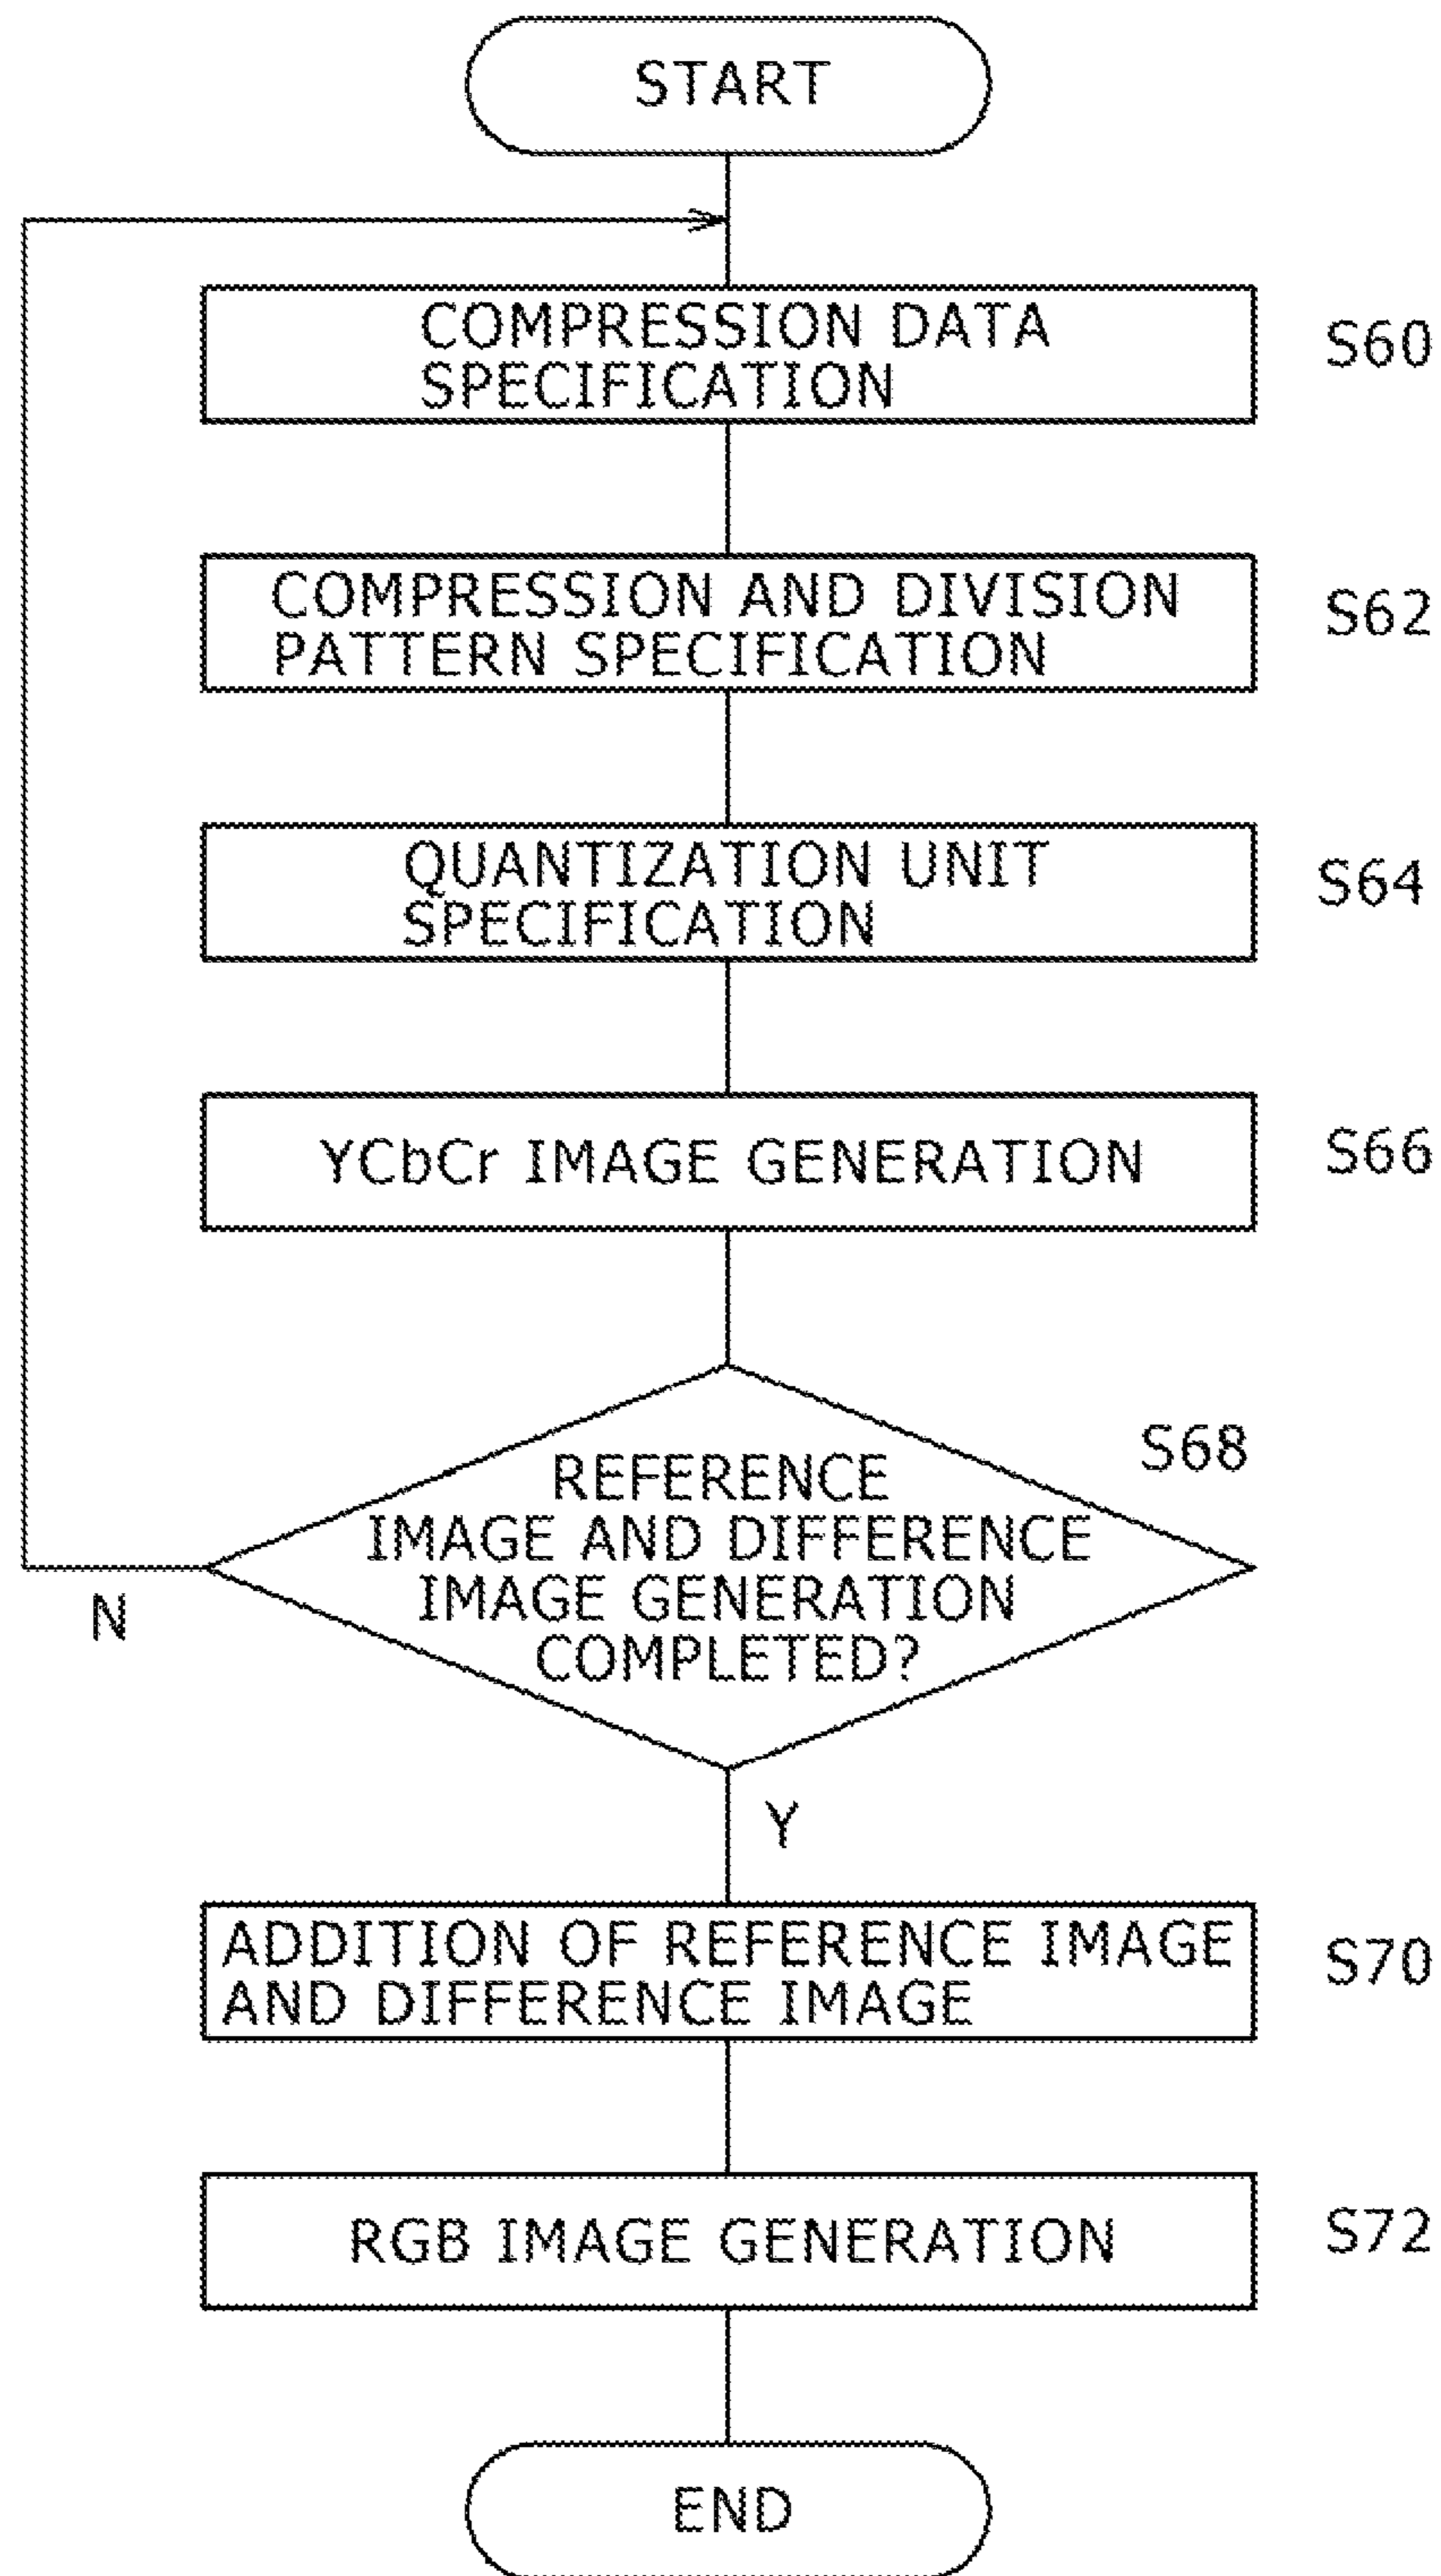 START
COMPRESSION DATA
SPECIFICATION
S60
COMPRESSION AND DIVISION
PATTERN SPECIFICATION
S62
QUANTIZATION UNIT
SPECIFICATION
S64
YCbCr IMAGE GENERATION
S66
S68
REFERENCE
IMAGE AND DIFFERENCE
IMAGE GENERATION
COMPLETED?
N
Y
ADDITION OF REFERENCE IMAGE
AND DIFFERENCE IMAGE
S70
RGB IMAGE GENERATION
S72
END